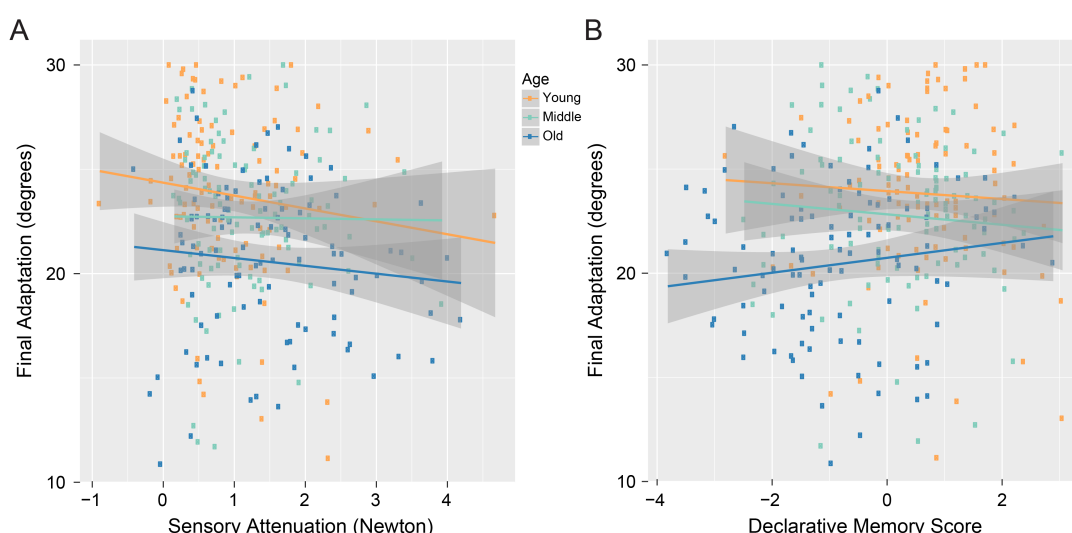 A
B
Final Adaptation (degrees)
30
20
10
−1 0 1 2 3 4
Sensory Attenuation (Newton)
Age
Young
Middle
Old
Final Adaptation (degrees)
30
20
10
−4 −2 0 2
Declarative Memory Score